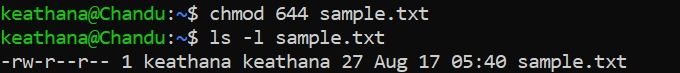 keathana@Chandu:~$ chmod 644 sample.txt
keathana@Chandu:~$ ls -l sample.txt
-rw-r--r-- 1 keathana keathana 27 Aug 17 05:40 sample.txt